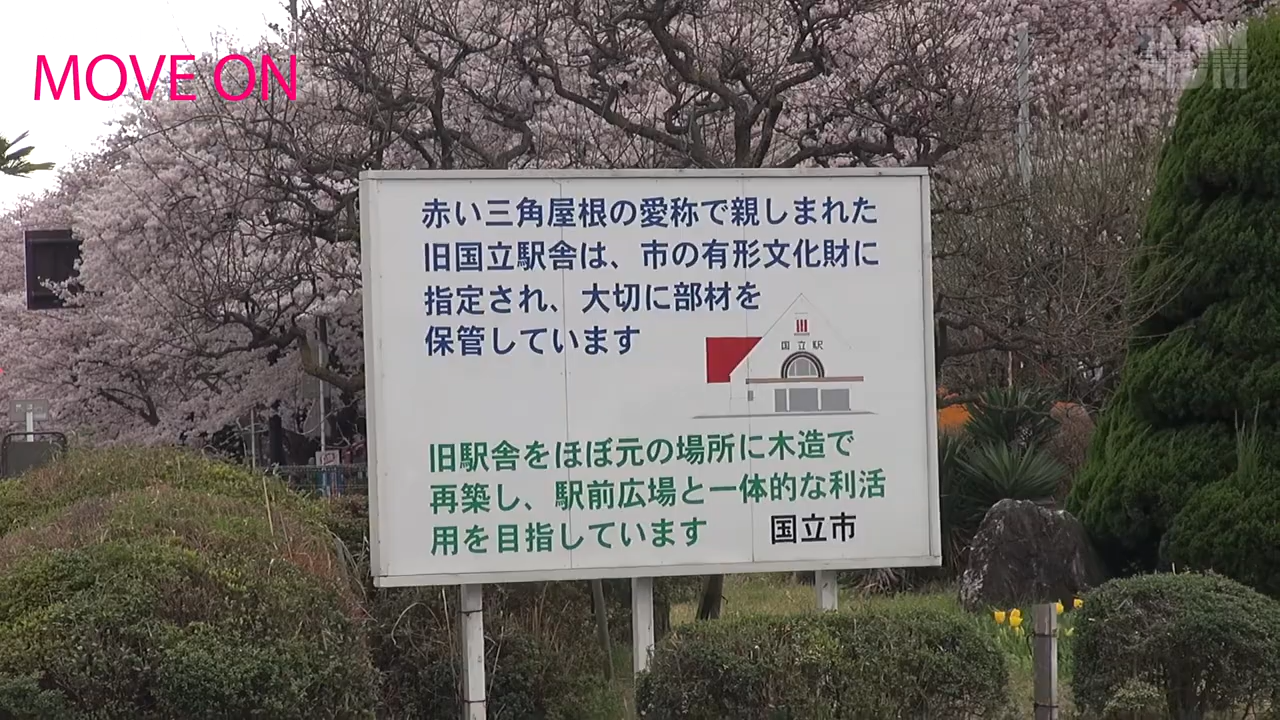 MOVE ON
赤い三角屋根の愛称で親しまれた
旧国立駅舎は、市の有形文化財に
指定され、大切に部材を
保管しています
国立駅
旧駅舎をほぼ元の場所に木造で
再築し、駅前広場と一体的な利活
用を目指しています
国立市